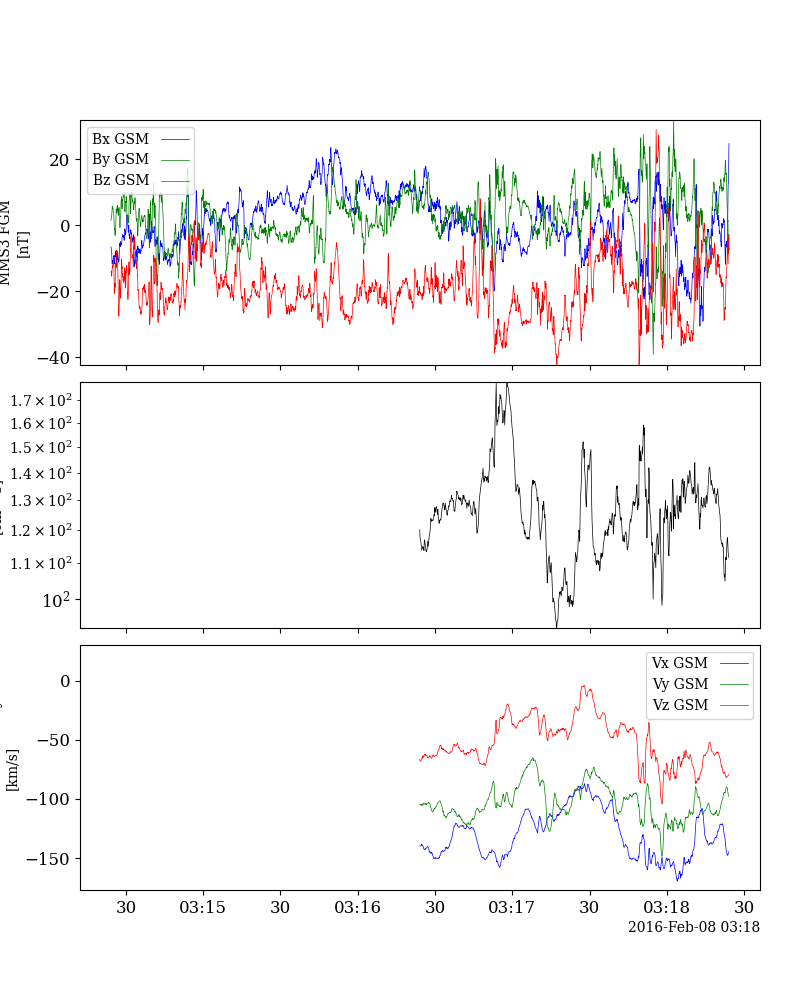 Bx GSM
By GSM
Bz GSM
20
0
−20
−40
MMS3 FGM
[nT]
1.7 × 10²
1.6 × 10²
1.5 × 10²
1.4 × 10²
1.3 × 10²
1.2 × 10²
1.1 × 10²
10²
Vx GSM
Vy GSM
Vz GSM
0
−50
−100
−150
[km/s]
30 03:15 30 03:16 30 03:17 30 03:18 30
2016-Feb-08 03:18